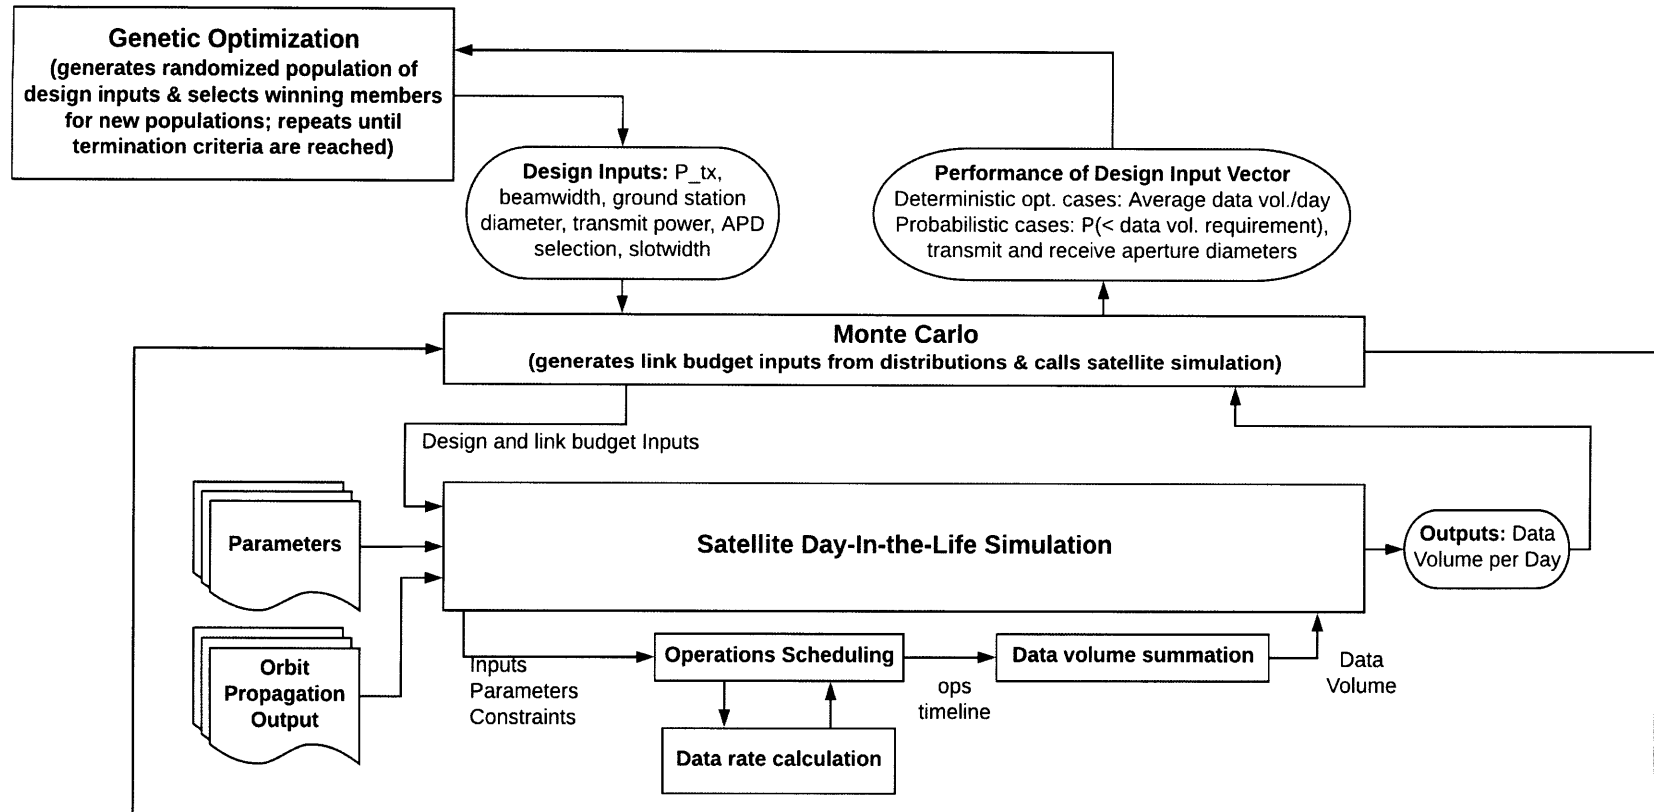 Genetic Optimization
(generates randomized population of
design inputs & selects winning members
for new populations; repeats until
termination criteria are reached)
Design Inputs: P_tx,
beamwidth, ground station
diameter, transmit power, APD
selection, slotwidth
Performance of Design Input Vector
Deterministic opt. cases: Average data vol./day
Probabilistic cases: P(< data vol. requirement),
transmit and receive aperture diameters
Monte Carlo
(generates link budget inputs from distributions & calls satellite simulation)
Design and link budget Inputs
Parameters
Satellite Day-In-the-Life Simulation
Outputs: Data
Volume per Day
Orbit
Propagation
Output
Inputs
Parameters
Constraints
Operations Scheduling
ops
timeline
Data volume summation
Data
Volume
Data rate calculation